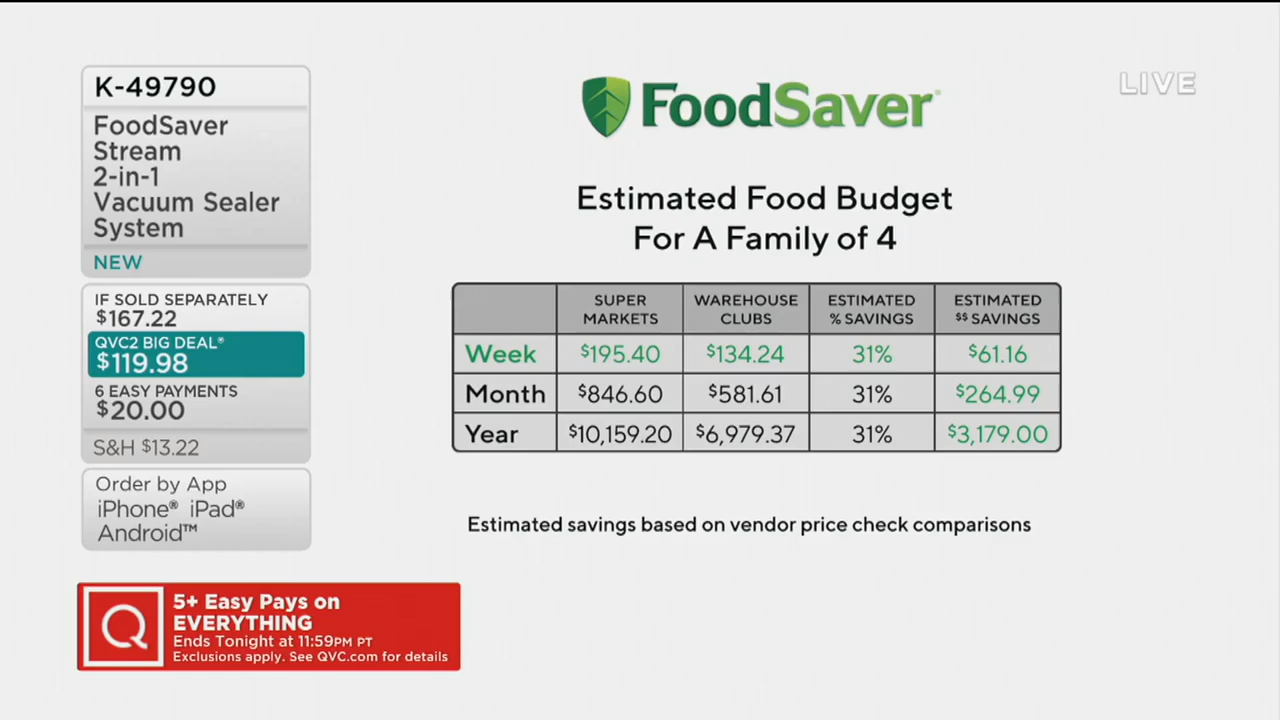 K-49790
FoodSaver
Stream
2-in-1
Vacuum Sealer
System
NEW
IF SOLD SEPARATELY
$167.22
QVC2 BIG DEAL®
$119.98
6 EASY PAYMENTS
$20.00
S&H $13.22
Order by App
iPhone® iPad®
Android™
5+ Easy Pays on
EVERYTHING
Ends Tonight at 11:59PM PT
Exclusions apply. See QVC.com for details
LIVE
FoodSaver®
Estimated Food Budget
For A Family of 4
SUPER MARKETS WAREHOUSE CLUBS ESTIMATED % SAVINGS ESTIMATED $$ SAVINGS
Week $195.40 $134.24 31% $61.16
Month $846.60 $581.61 31% $264.99
Year $10,159.20 $6,979.37 31% $3,179.00
Estimated savings based on vendor price check comparisons